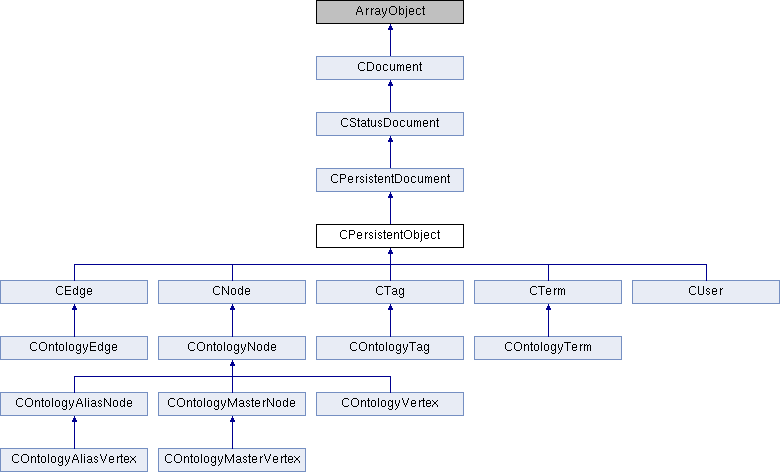 ArrayObject
CDocument
CStatusDocument
CPersistentDocument
CPersistentObject
CEdge
CNode
CTag
CTerm
CUser
COntologyEdge
COntologyNode
COntologyTag
COntologyTerm
COntologyAliasNode
COntologyMasterNode
COntologyVertex
COntologyAliasVertex
COntologyMasterVertex